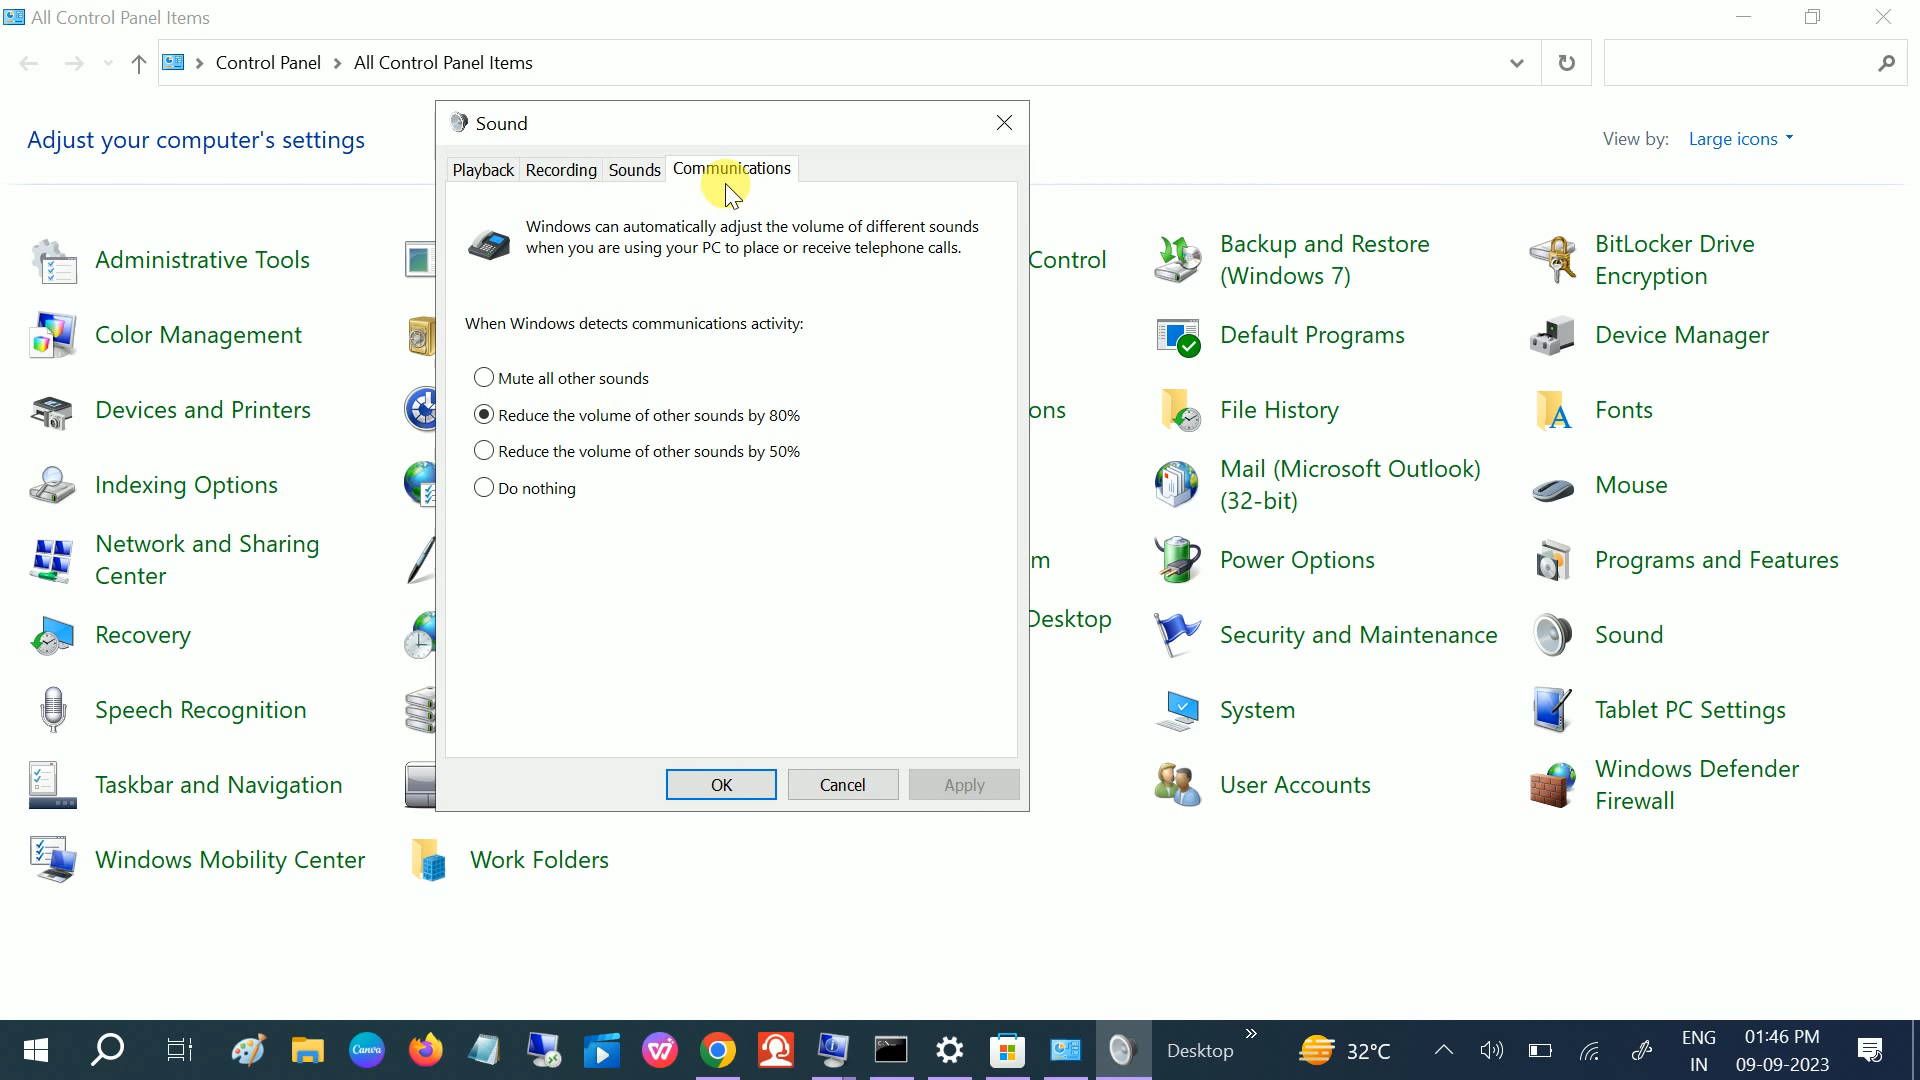 All Control Panel Items
Control Panel
All Control Panel Items
Adjust your computer's settings
View by: Large icons
Sound
Playback
Recording
Sounds
Communications
Windows can automatically adjust the volume of different sounds
when you are using your PC to place or receive telephone calls.
When Windows detects communications activity:
Mute all other sounds
Reduce the volume of other sounds by 80%
Reduce the volume of other sounds by 50%
Do nothing
OK
Cancel
Apply
Administrative Tools
Control
Backup and Restore
(Windows 7)
BitLocker Drive
Encryption
Color Management
Default Programs
Device Manager
Devices and Printers
ons
File History
Fonts
Indexing Options
Mail (Microsoft Outlook)
(32-bit)
Mouse
Network and Sharing
Center
m
Power Options
Programs and Features
Recovery
Desktop
Security and Maintenance
Sound
Speech Recognition
System
Tablet PC Settings
Taskbar and Navigation
User Accounts
Windows Defender
Firewall
Windows Mobility Center
Work Folders
Canva
Desktop
32°C
ENG
IN
01:46 PM
09-09-2023